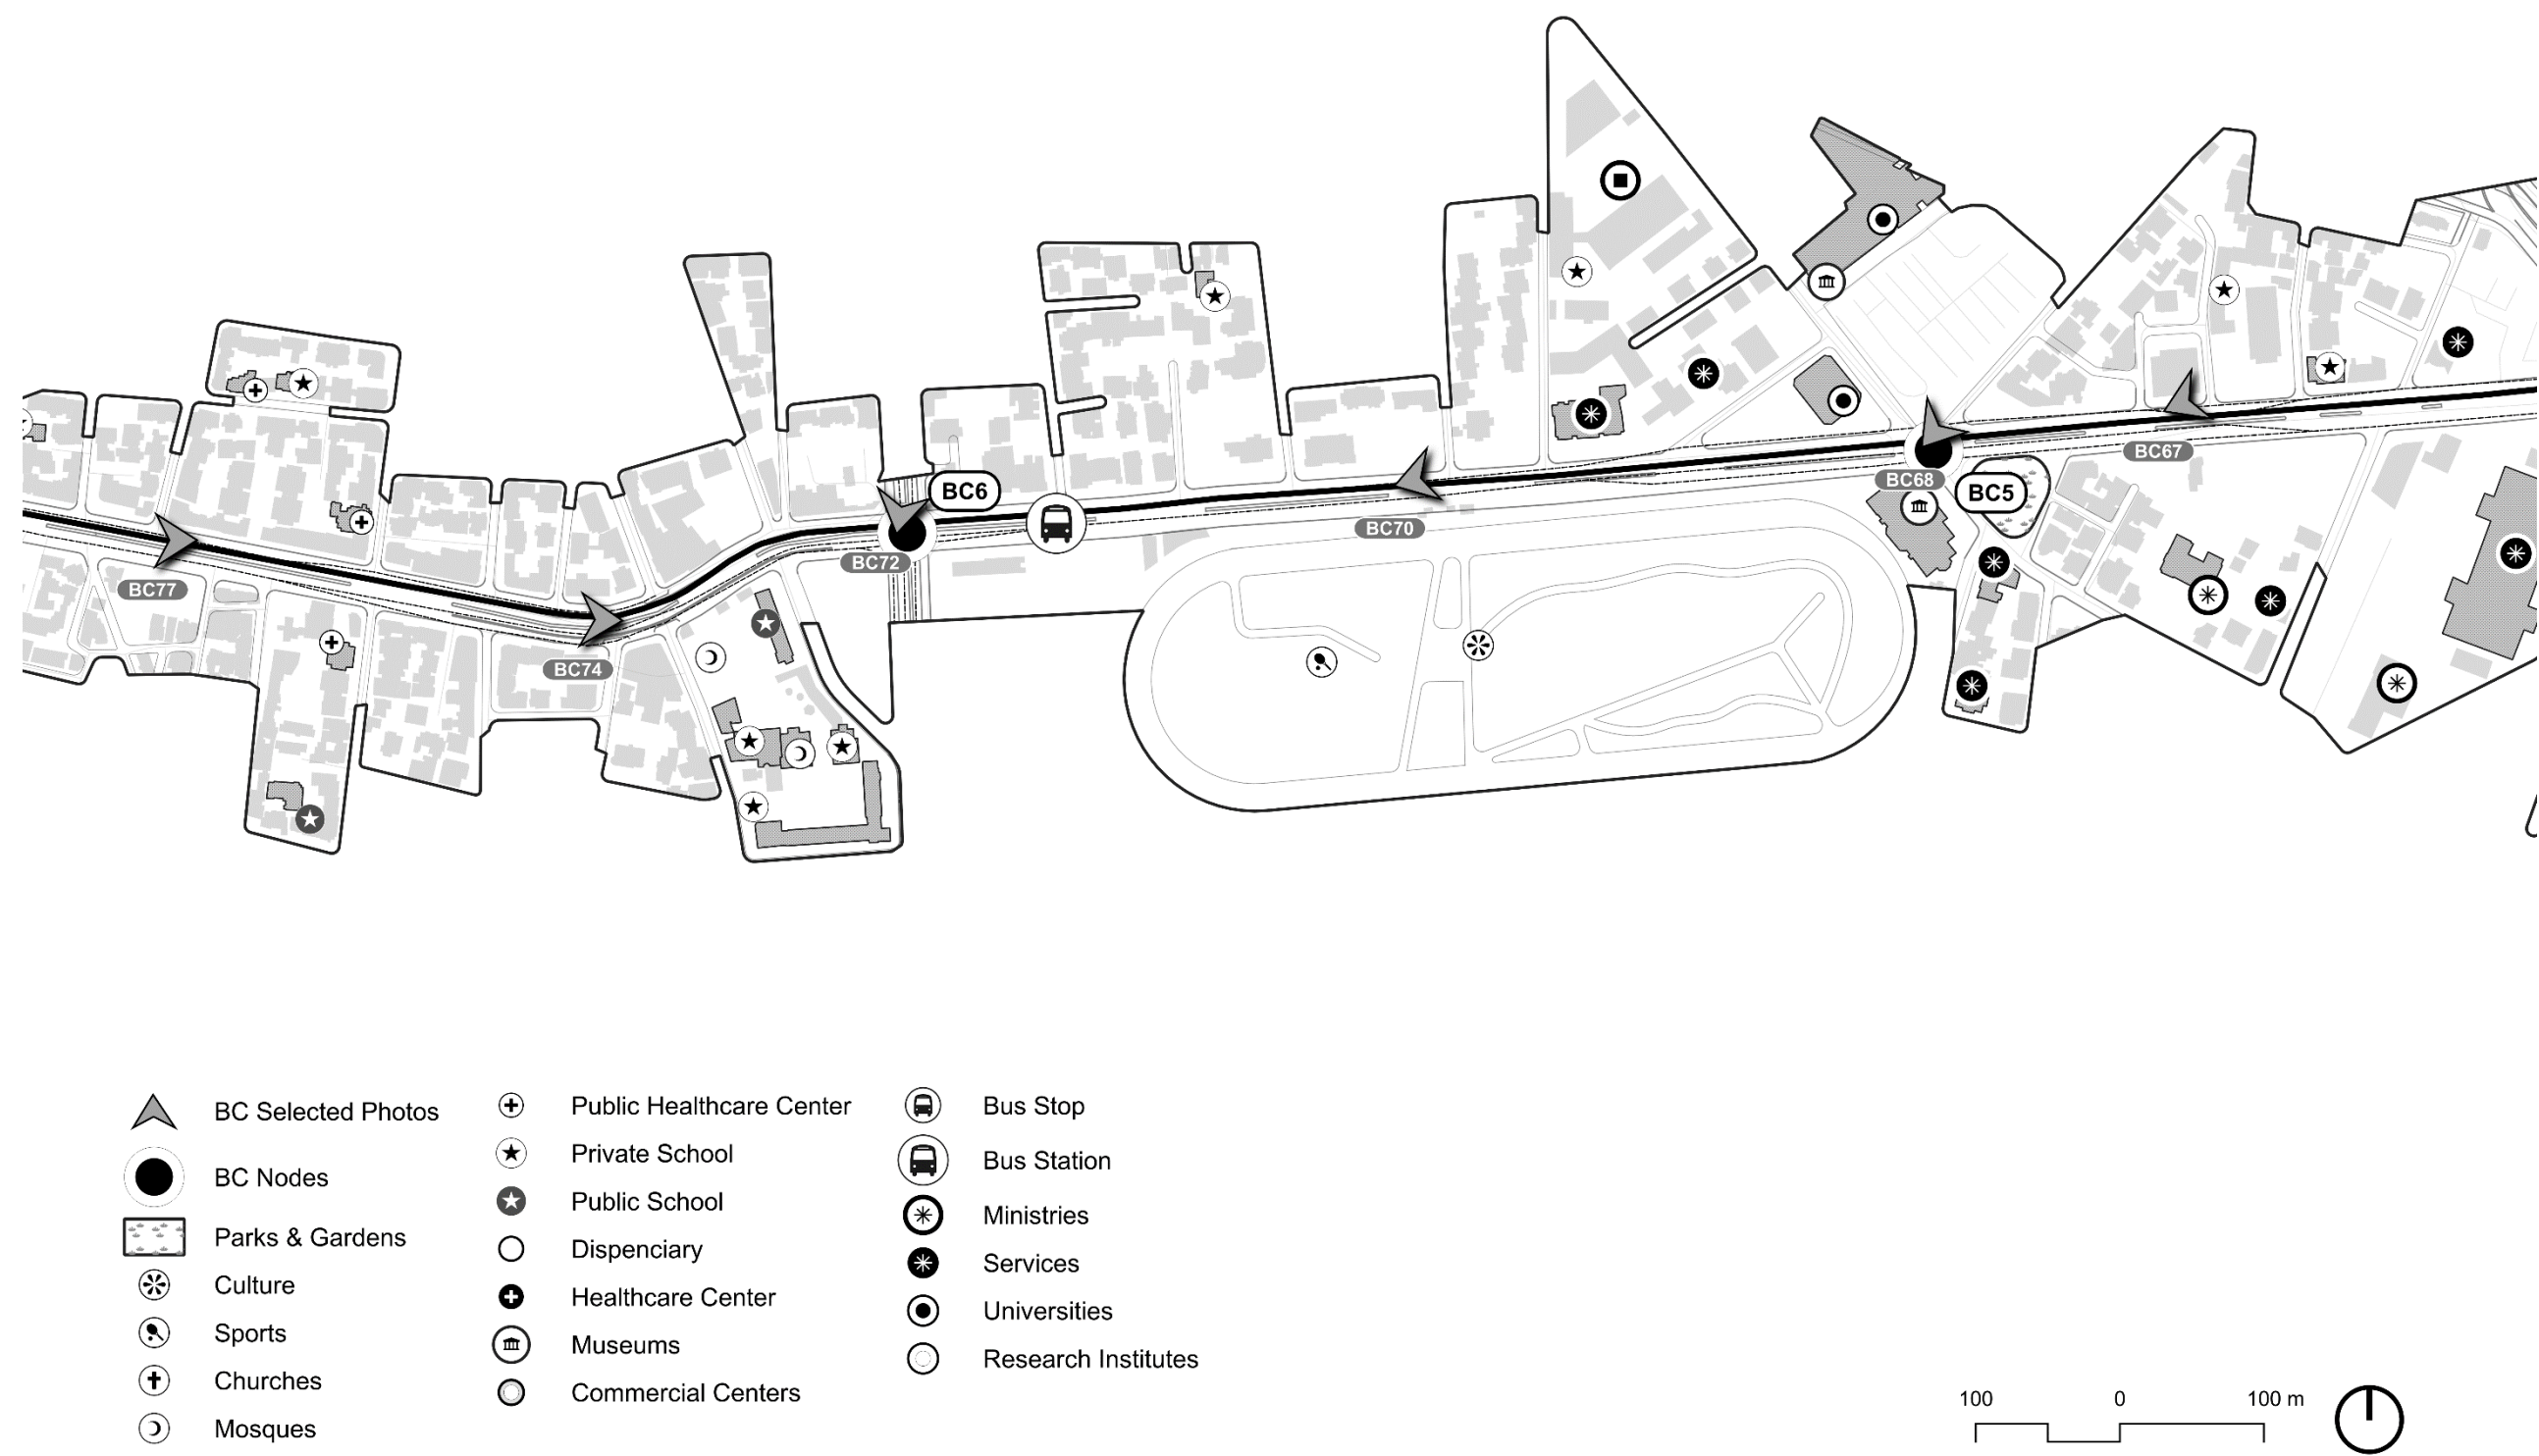 BC6
BC67
BC68
BC5
BC70
BC72
BC77
BC74
BC Selected Photos
BC Nodes
Parks & Gardens
Culture
Sports
Churches
Mosques
Public Healthcare Center
Private School
Public School
Dispenciary
Healthcare Center
Museums
Commercial Centers
Bus Stop
Bus Station
Ministries
Services
Universities
Research Institutes
100 0 100 m